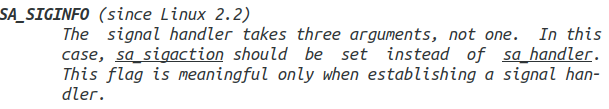 SA_SIGINFO (since Linux 2.2)
The signal handler takes three arguments, not one. In this
case, sa_sigaction should be set instead of sa_handler.
This flag is meaningful only when establishing a signal han‐
dler.